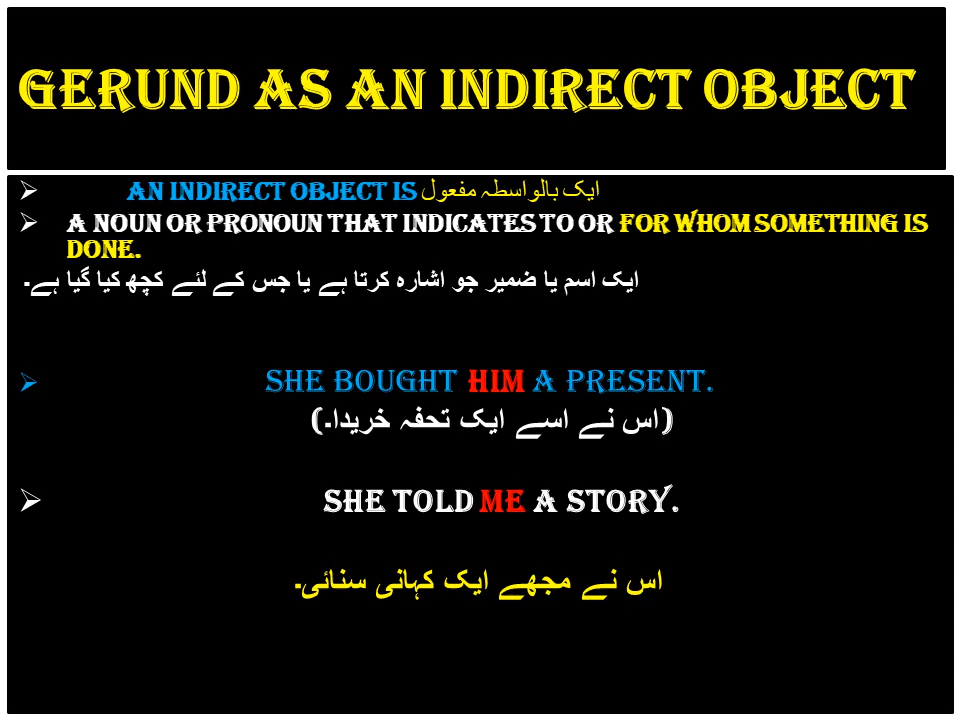 GERUND AS AN INDIRECT OBJECT
➢ AN INDIRECT OBJECT IS ایک بالواسطہ مفعول
➢ A NOUN OR PRONOUN THAT INDICATES TO OR FOR WHOM SOMETHING IS
DONE.
ایک اسم یا ضمیر جو اشارہ کرتا ہے یا جس کے لئے کچھ کیا گیا ہے۔
➢ SHE BOUGHT HIM A PRESENT.
(اس نے اسے ایک تحفہ خریدا۔)
➢ SHE TOLD ME A STORY.
اس نے مجھے ایک کہانی سنائی۔